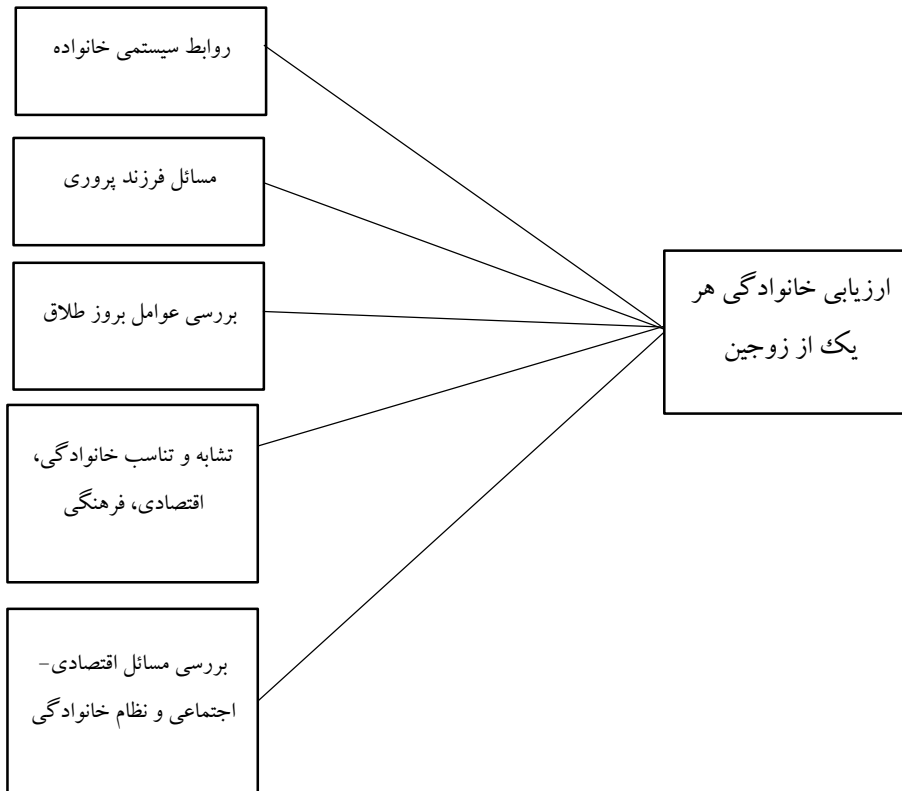 روابط سیستمی خانواده
مسائل فرزند پروری
بررسی عوامل بروز طلاق
تشابه و تناسب خانوادگی،
اقتصادی، فرهنگی
بررسی مسائل اقتصادی–
اجتماعی و نظام خانوادگی
ارزیابی خانوادگی هر
یک از زوجین